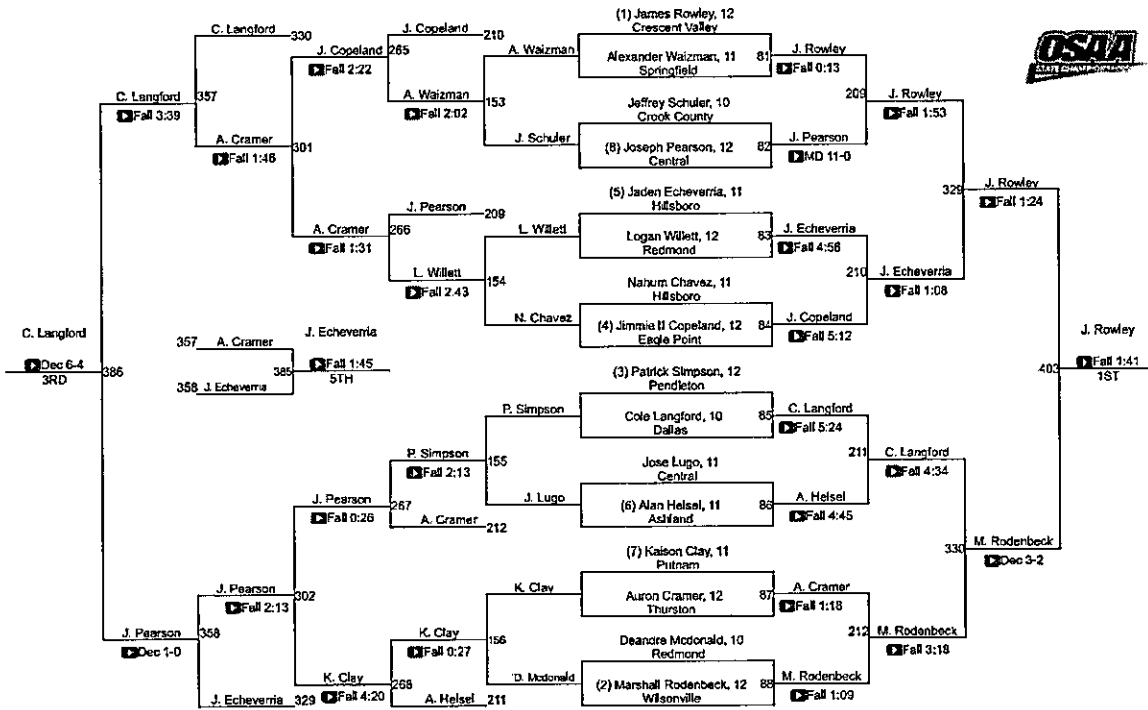 OSAA
STATE CHAMPIONSHIPS
C. Langford
330
J. Copeland
Fall 2:22
J. Copeland
210
265
A. Waizman
Fall 2:02
A. Waizman
153
J. Schuler
(1) James Rowley, 12
Crescent Valley
Alexander Waizman, 11
Springfield
81
J. Rowley
Fall 0:13
Jeffrey Schuler, 10
Crook County
(8) Joseph Pearson, 12
Central
82
J. Pearson
MD 11-0
209
J. Rowley
Fall 1:53
C. Langford
Fall 3:39
357
A. Cramer
Fall 1:46
301
A. Cramer
Fall 1:31
J. Pearson
209
266
L. Willett
Fall 2:43
L. Willett
154
N. Chavez
(5) Jaden Echeverria, 11
Hillsboro
Logan Willett, 12
Redmond
83
J. Echeverria
Fall 4:56
Nahum Chavez, 11
Hillsboro
(4) Jimmie II Copeland, 12
Eagle Point
84
J. Copeland
Fall 5:12
210
J. Echeverria
Fall 1:08
329
J. Rowley
Fall 1:24
C. Langford
Dec 6-4
3RD
386
357
A. Cramer
358
J. Echeverria
385
J. Echeverria
Fall 1:45
5TH
403
J. Rowley
Fall 1:41
1ST
P. Simpson
Fall 2:13
P. Simpson
155
J. Lugo
(3) Patrick Simpson, 12
Pendleton
Cole Langford, 10
Dallas
85
C. Langford
Fall 5:24
Jose Lugo, 11
Central
(6) Alan Helsel, 11
Ashland
86
A. Helsel
Fall 4:45
211
C. Langford
Fall 4:34
J. Pearson
Fall 0:26
267
A. Cramer
212
J. Pearson
Fall 2:13
302
J. Pearson
Dec 1-0
358
J. Echeverria
329
K. Clay
Fall 4:20
K. Clay
Fall 0:27
268
A. Helsel
211
K. Clay
156
D. Mcdonald
(7) Kaison Clay, 11
Putnam
Auron Cramer, 12
Thurston
87
A. Cramer
Fall 1:18
Deandre Mcdonald, 10
Redmond
(2) Marshall Rodenbeck, 12
Wilsonville
88
M. Rodenbeck
Fall 1:09
212
M. Rodenbeck
Fall 3:18
330
M. Rodenbeck
Dec 3-2